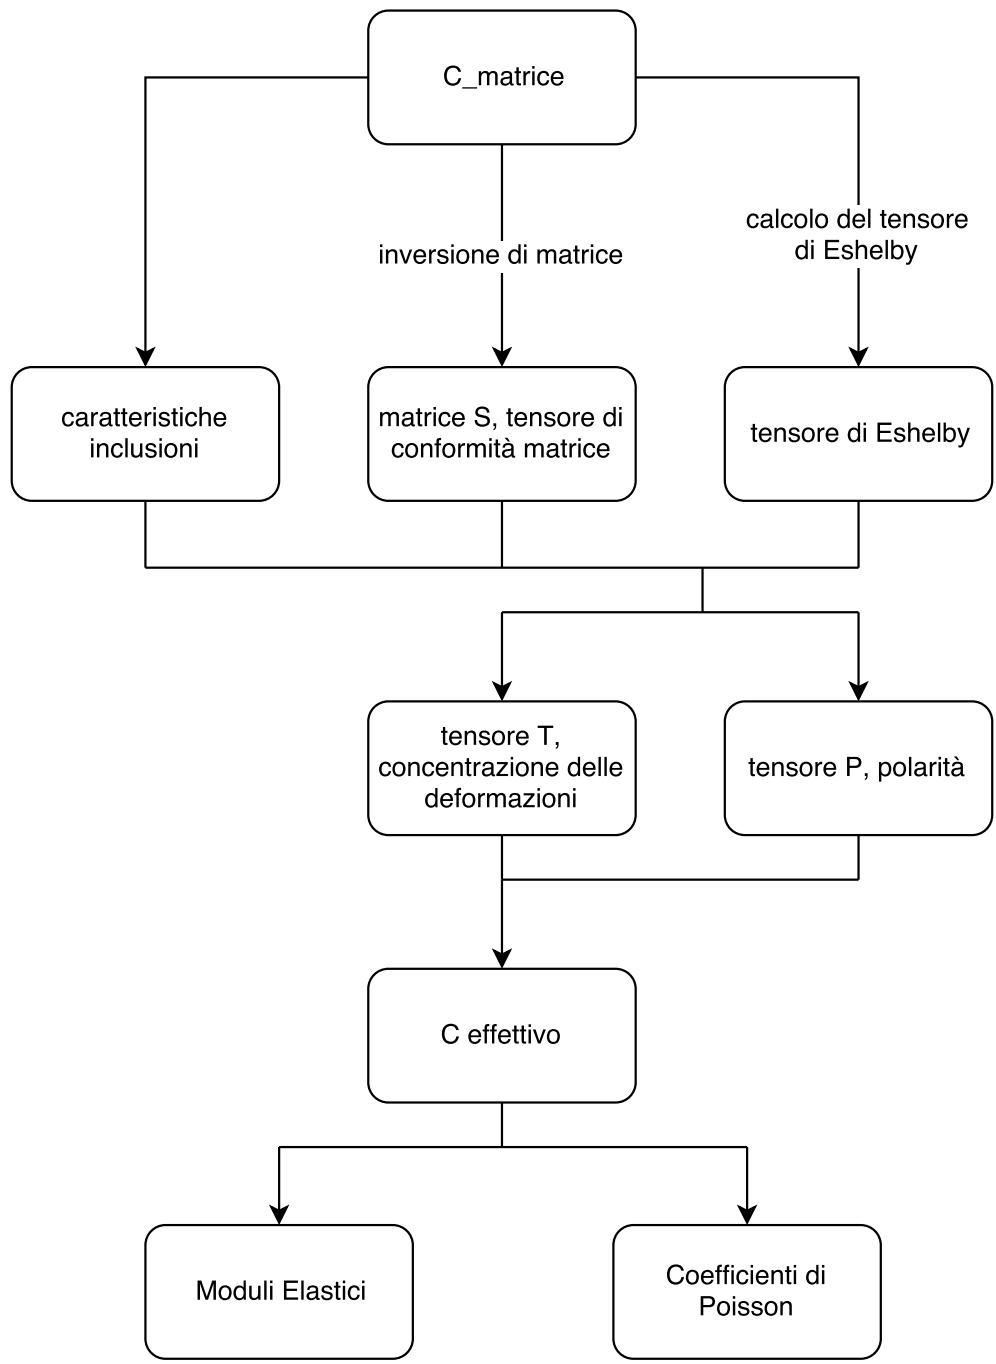 C_matrice
inversione di matrice
calcolo del tensore
di Eshelby
caratteristiche
inclusioni
matrice S, tensore di
conformità matrice
tensore di Eshelby
tensore T,
concentrazione delle
deformazioni
tensore P, polarità
C effettivo
Moduli Elastici
Coefficienti di
Poisson